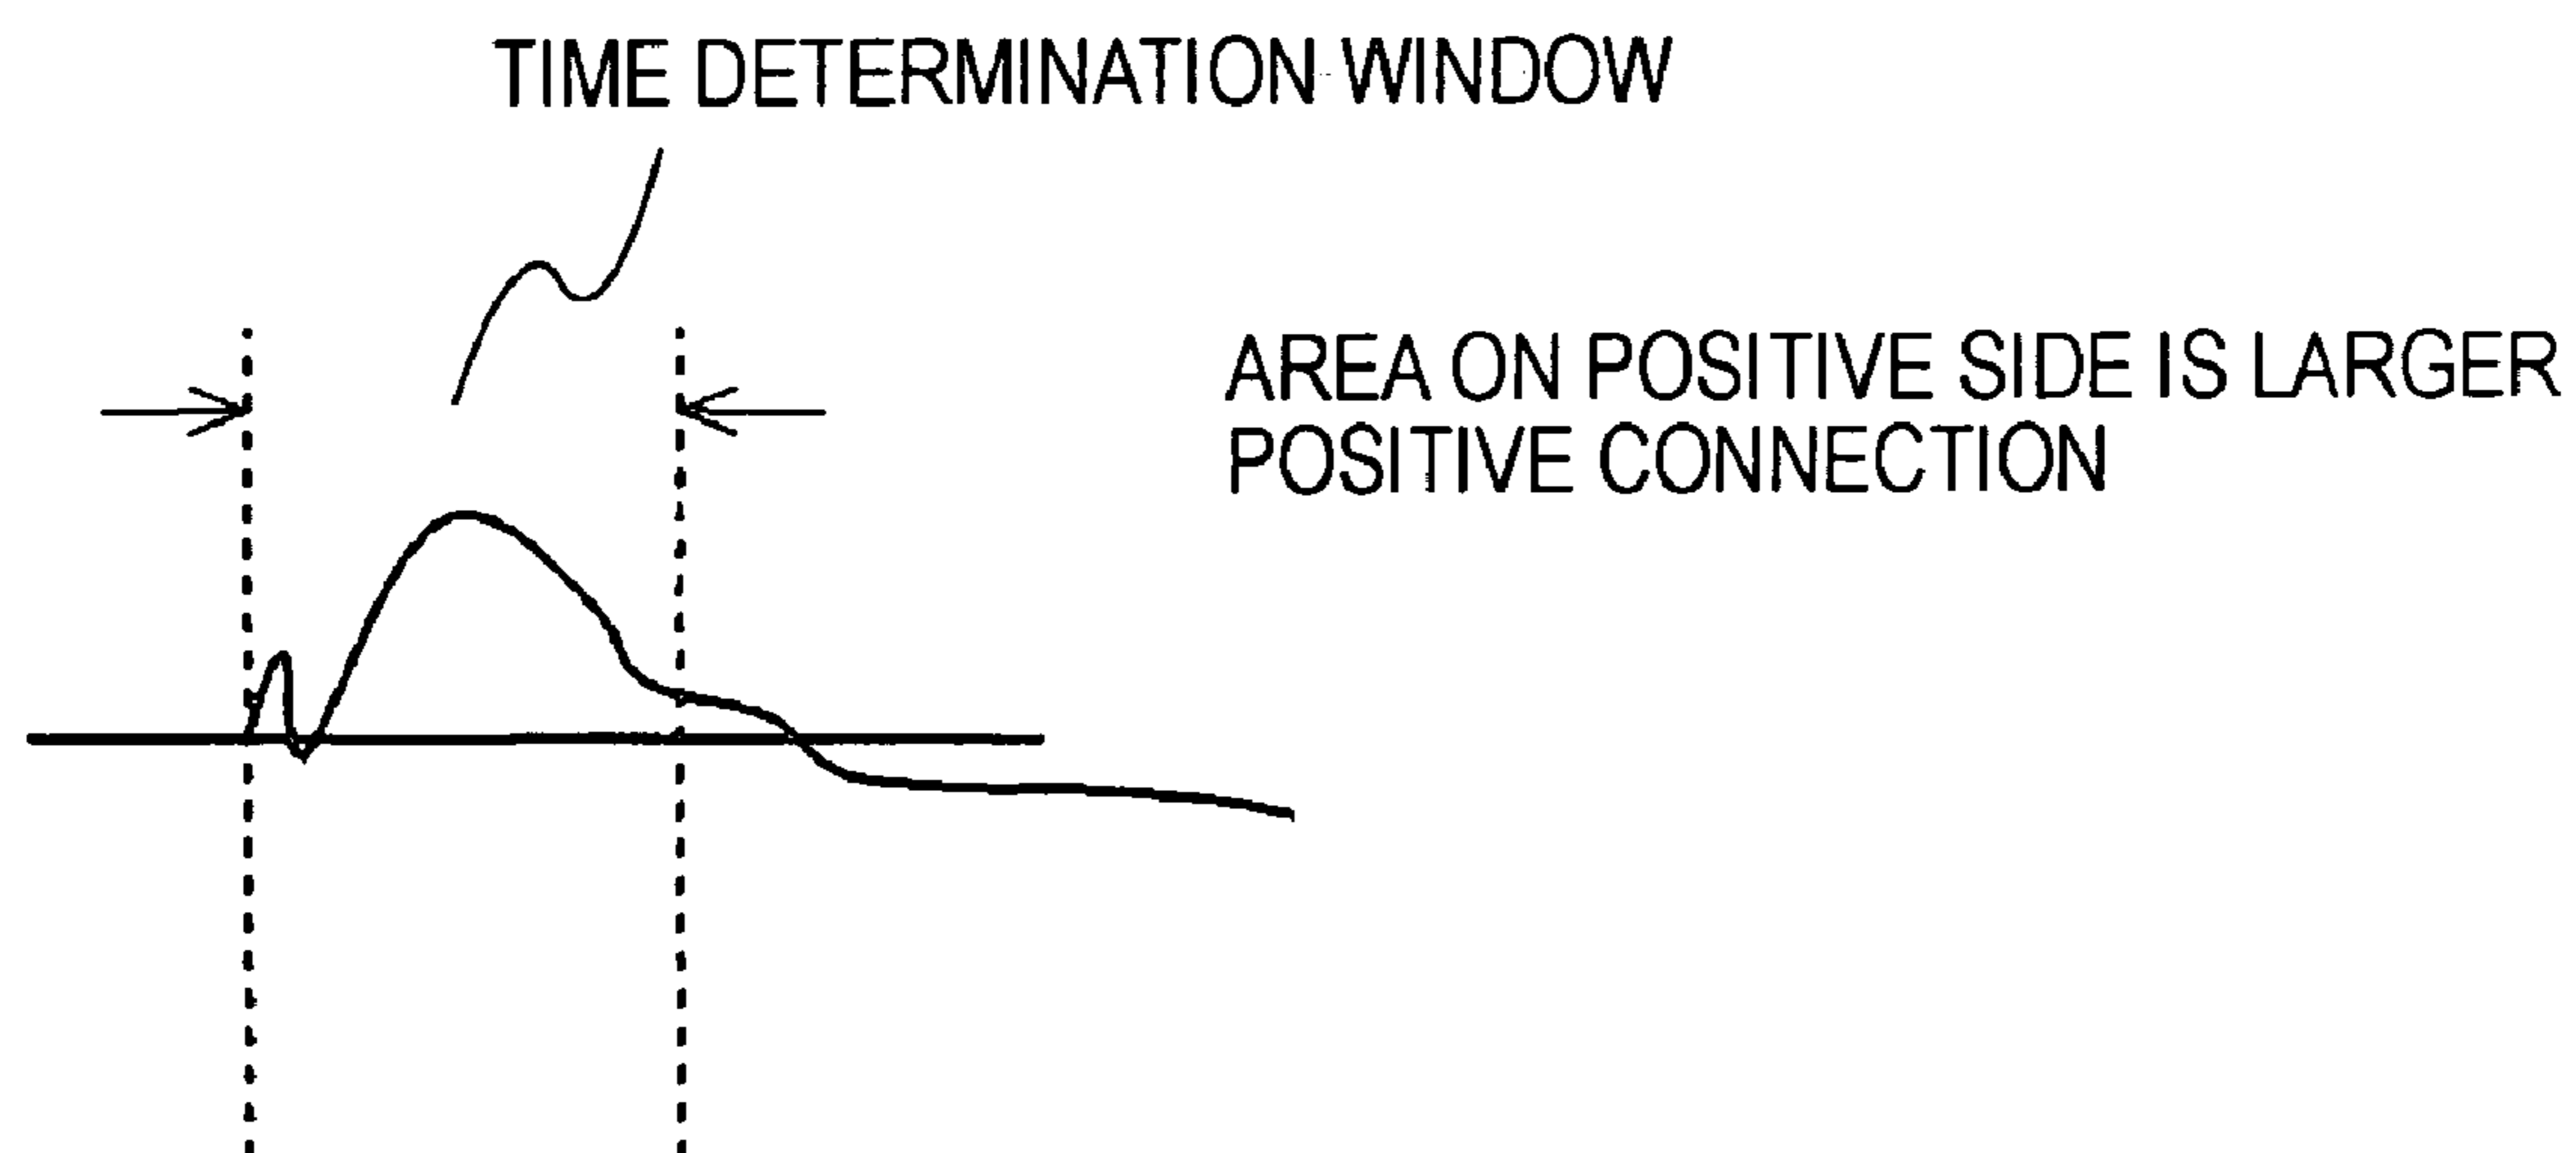 TIME DETERMINATION WINDOW
AREA ON POSITIVE SIDE IS LARGER
POSITIVE CONNECTION